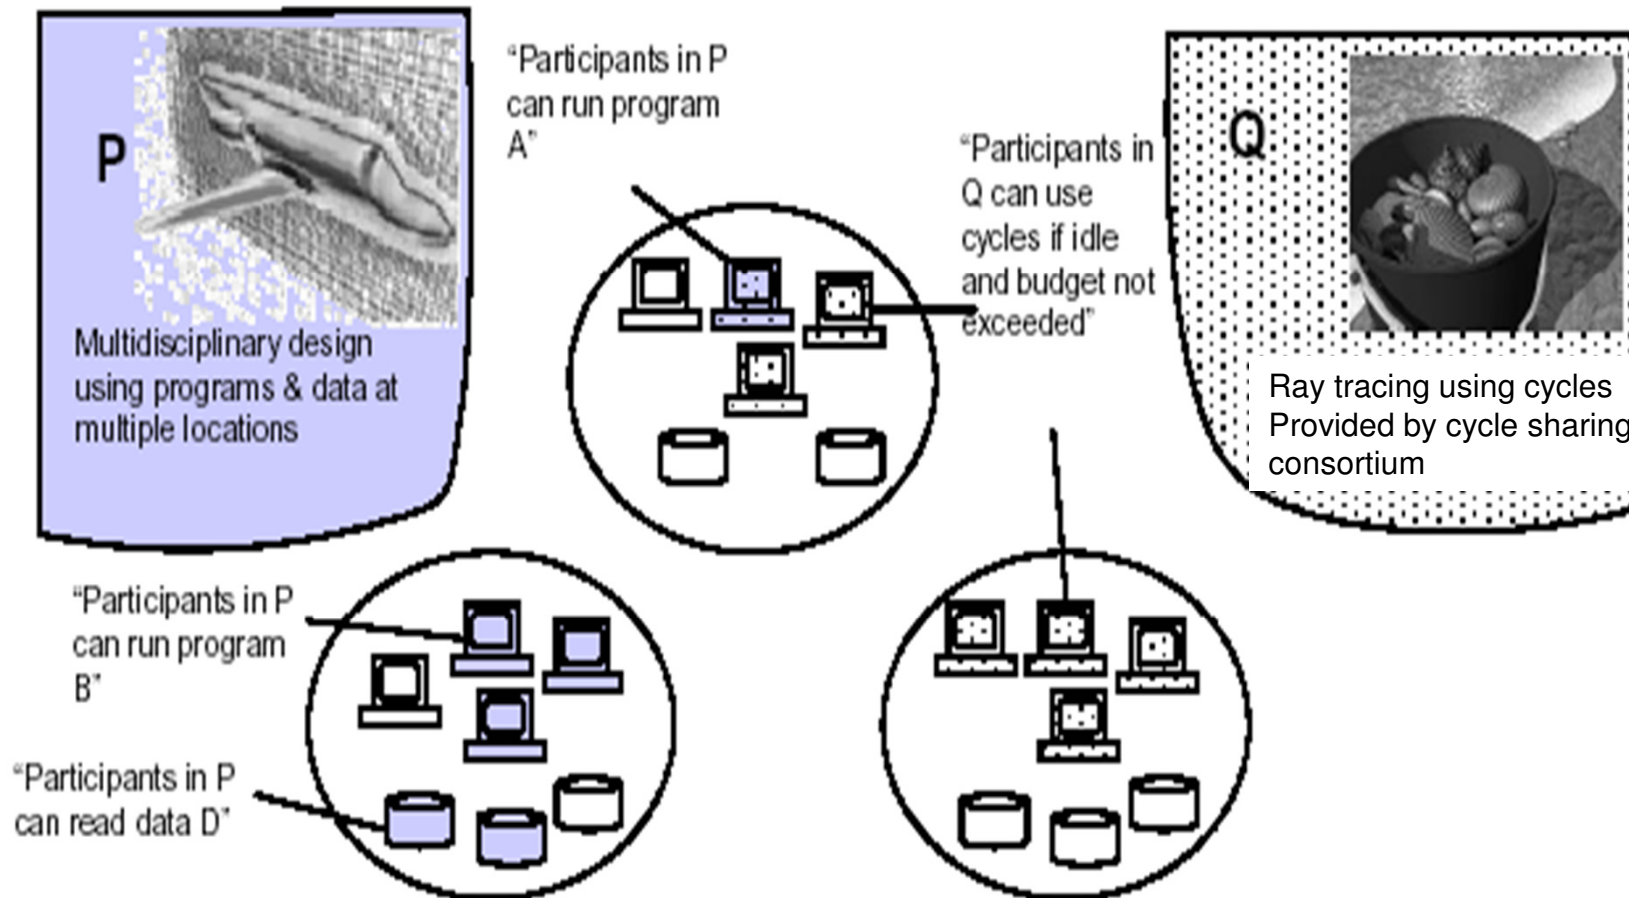 P
Multidisciplinary design
using programs & data at
multiple locations
“Participants in P
can run program
A”
“Participants in
Q can use
cycles if idle
and budget not
exceeded”
Q
Ray tracing using cycles
Provided by cycle sharing
consortium
“Participants in P
can run program
B”
“Participants in P
can read data D”